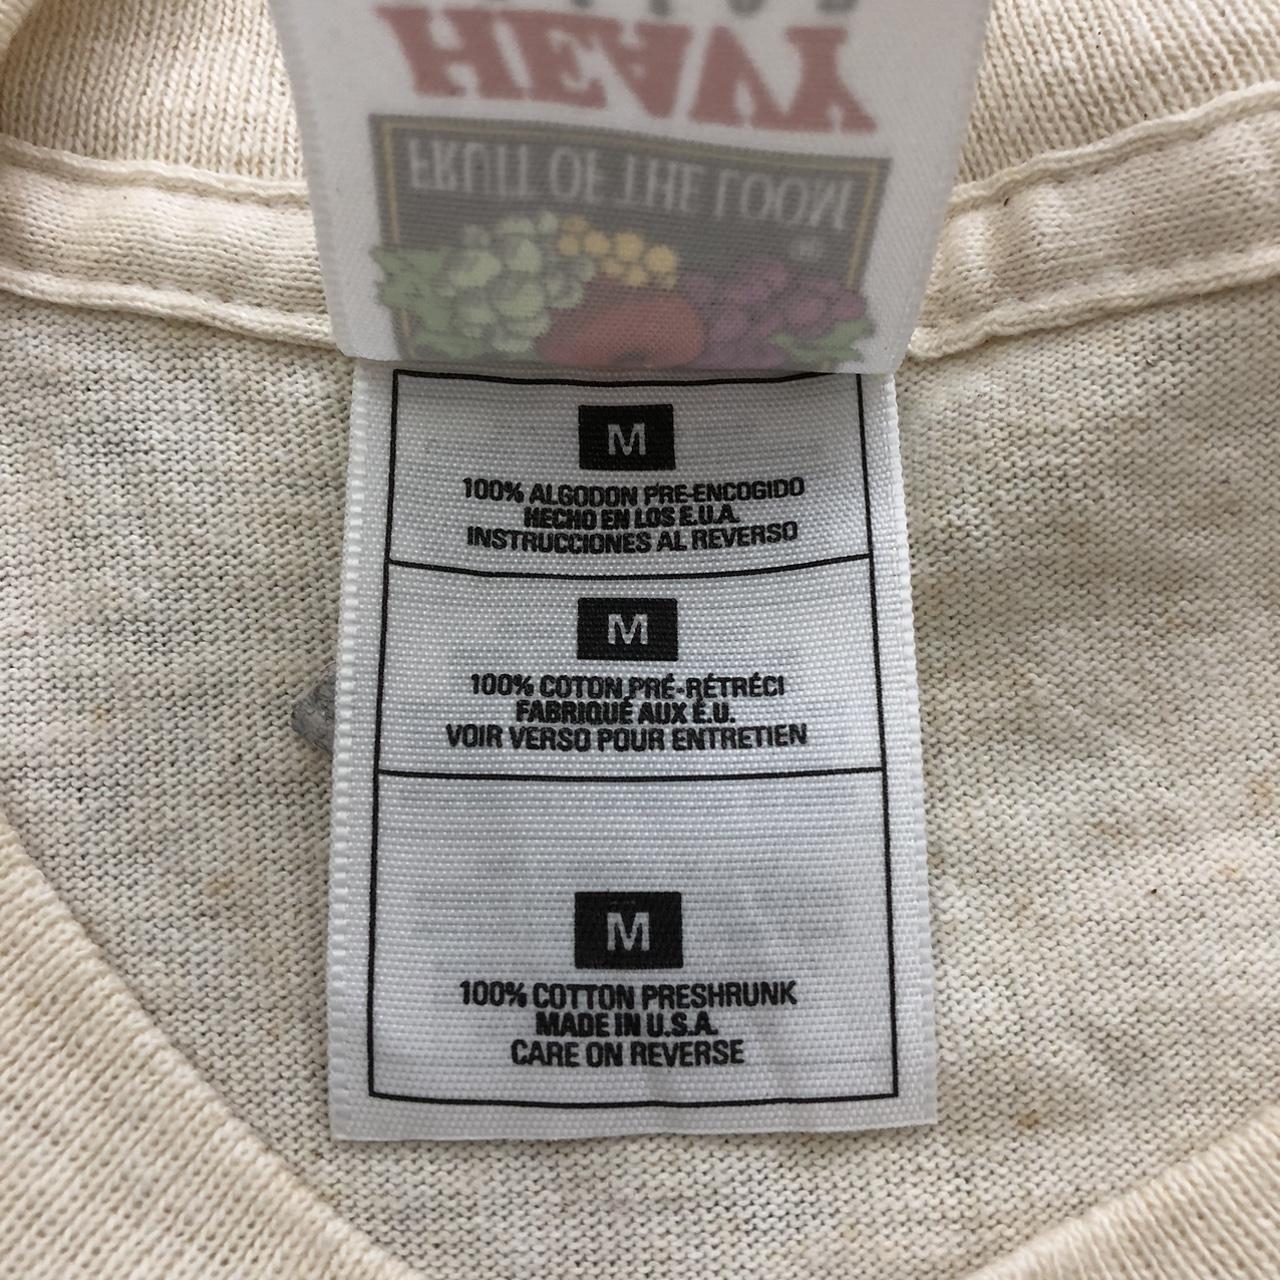 HEAVY
FRUIT OF THE LOOM
®
M
100% ALGODON PRE-ENCOGIDO
HECHO EN LOS E.U.A.
INSTRUCCIONES AL REVERSO
M
100% COTON PRÉ-RÉTRÉCI
FABRIQUÉ AUX É.U.
VOIR VERSO POUR ENTRETIEN
M
100% COTTON PRESHRUNK
MADE IN U.S.A.
CARE ON REVERSE